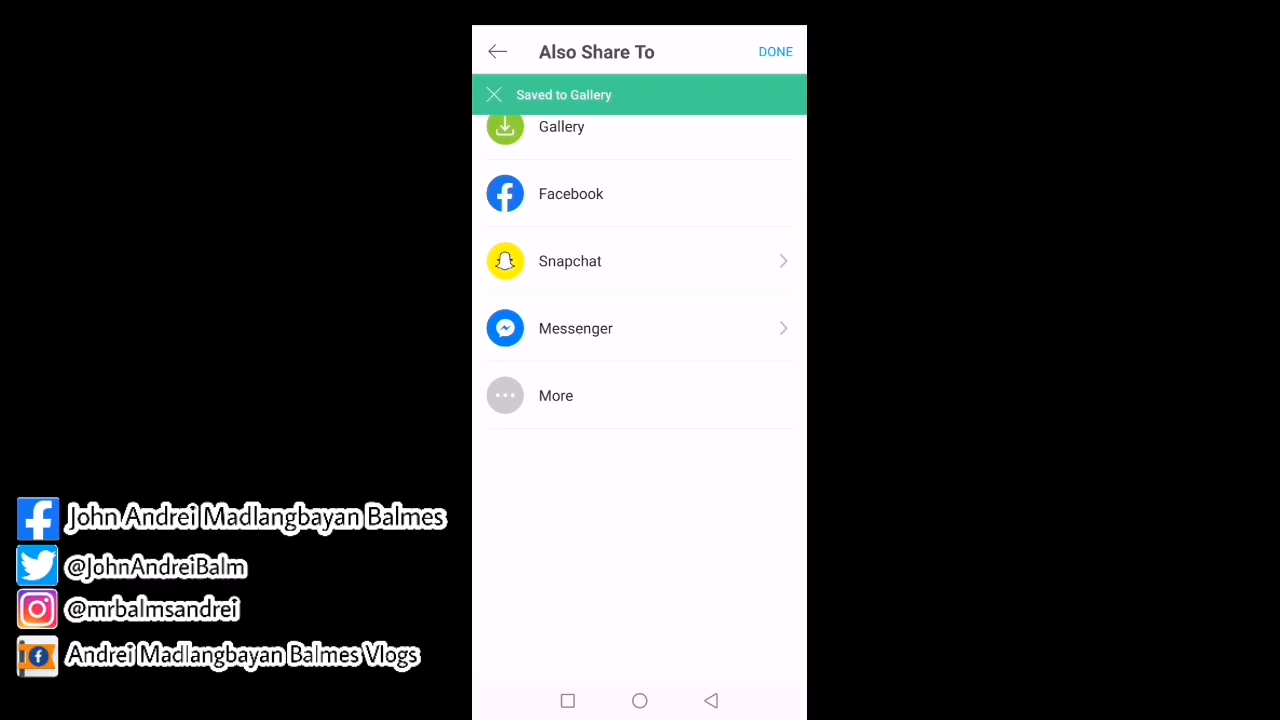 Also Share To
DONE
Saved to Gallery
Gallery
Facebook
Snapchat
Messenger
More
John Andrei Madlangbayan Balmes
@JohnAndreiBalm
@mrbalmsandrei
Andrei Madlangbayan Balmes Vlogs